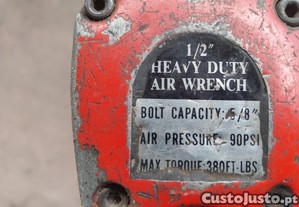 1/2"
HEAVY DUTY
AIR WRENCH
BOLT CAPACITY: 5/8"
AIR PRESSURE: 90PSI
MAX TORQUE: 380FT-LBS
CustoJusto.pt